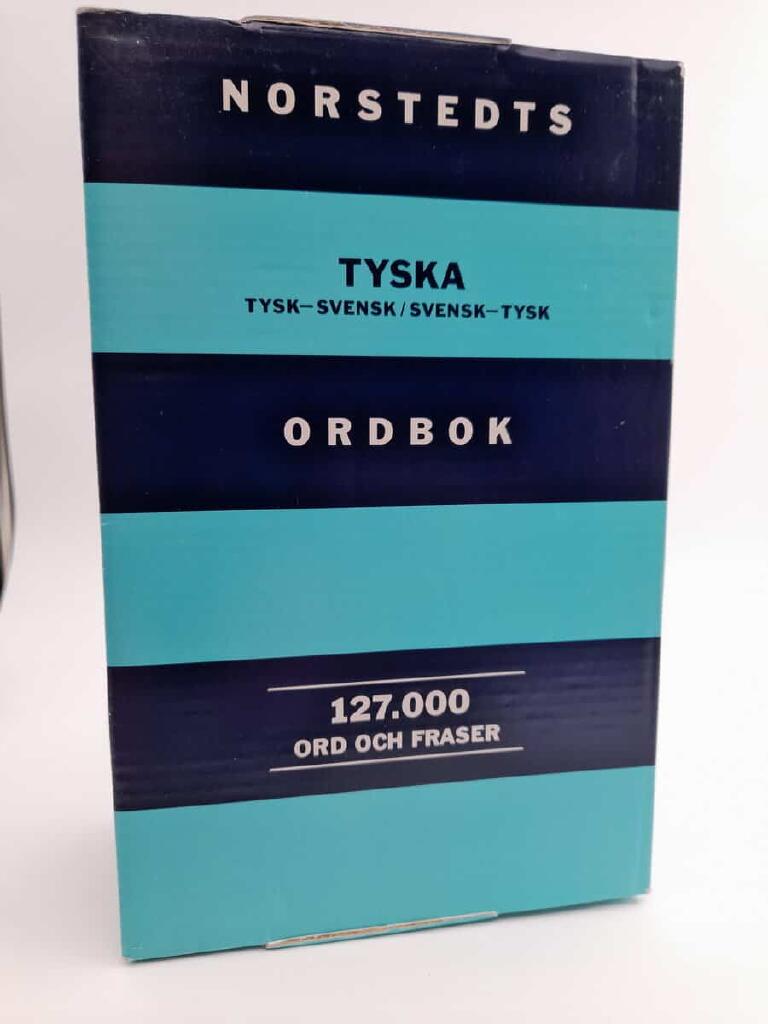 NORSTEDTS
TYSKA
TYSK–SVENSK/SVENSK–TYSK
ORDBOK
127.000
ORD OCH FRASER